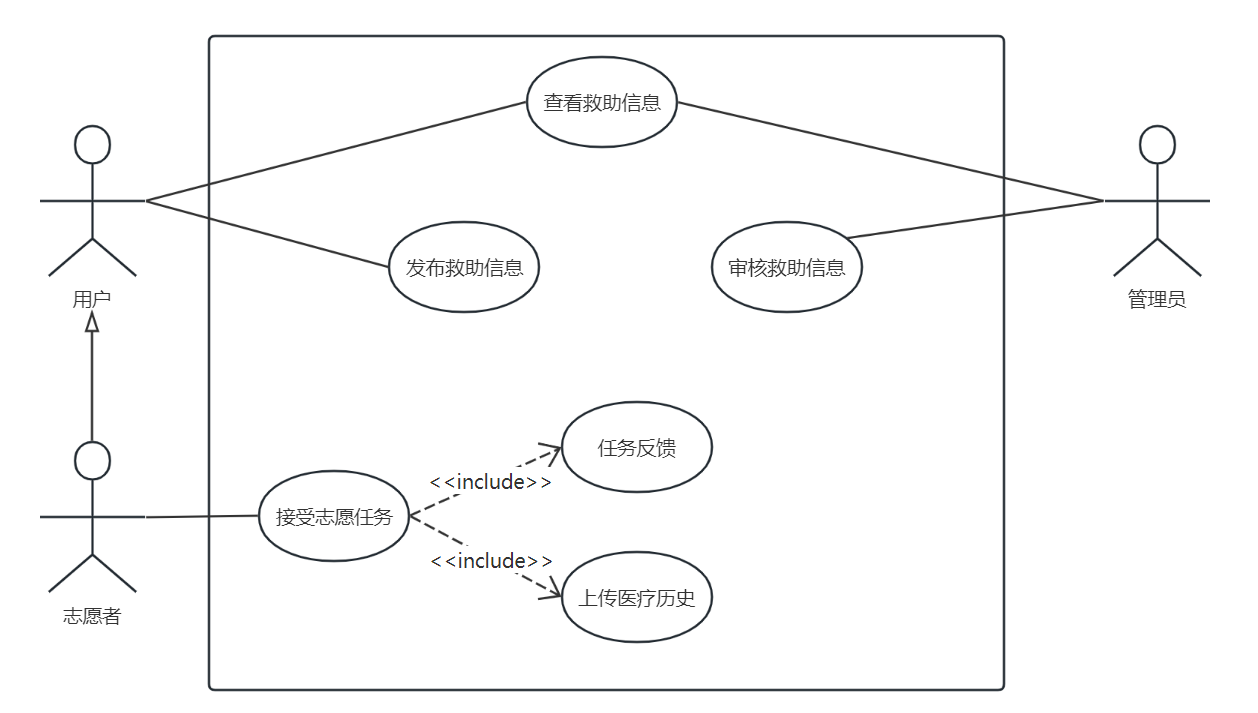 查看救助信息
发布救助信息
审核救助信息
用户
管理员
任务反馈
<<include>>
接受志愿任务
<<include>>
上传医疗历史
志愿者